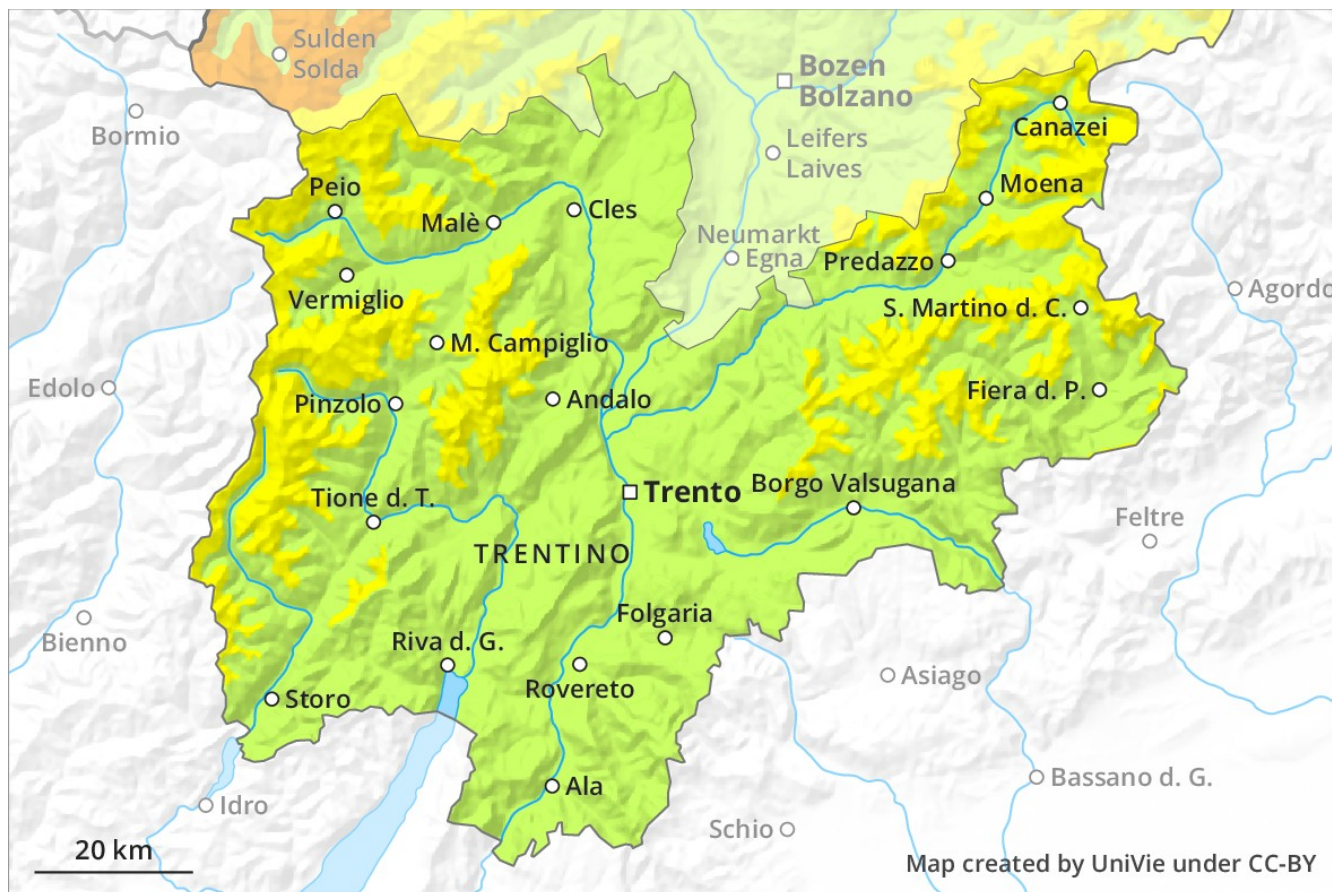 Sulden
Solda
Bozen
Bolzano
Bormio
Canazei
Leifers
Laives
Peio
Moena
Malè
Cles
Neumarkt
Egna
Predazzo
Vermiglio
Agordo
S. Martino d. C.
M. Campiglio
Edolo
Pinzolo
Andalo
Fiera d. P.
Tione d. T.
Trento
Borgo Valsugana
Feltre
TRENTINO
Bienno
Folgaria
Riva d. G.
Asiago
Storo
Rovereto
Bassano d. G.
Ala
Idro
Schio
20 km
Map created by UniVie under CC-BY